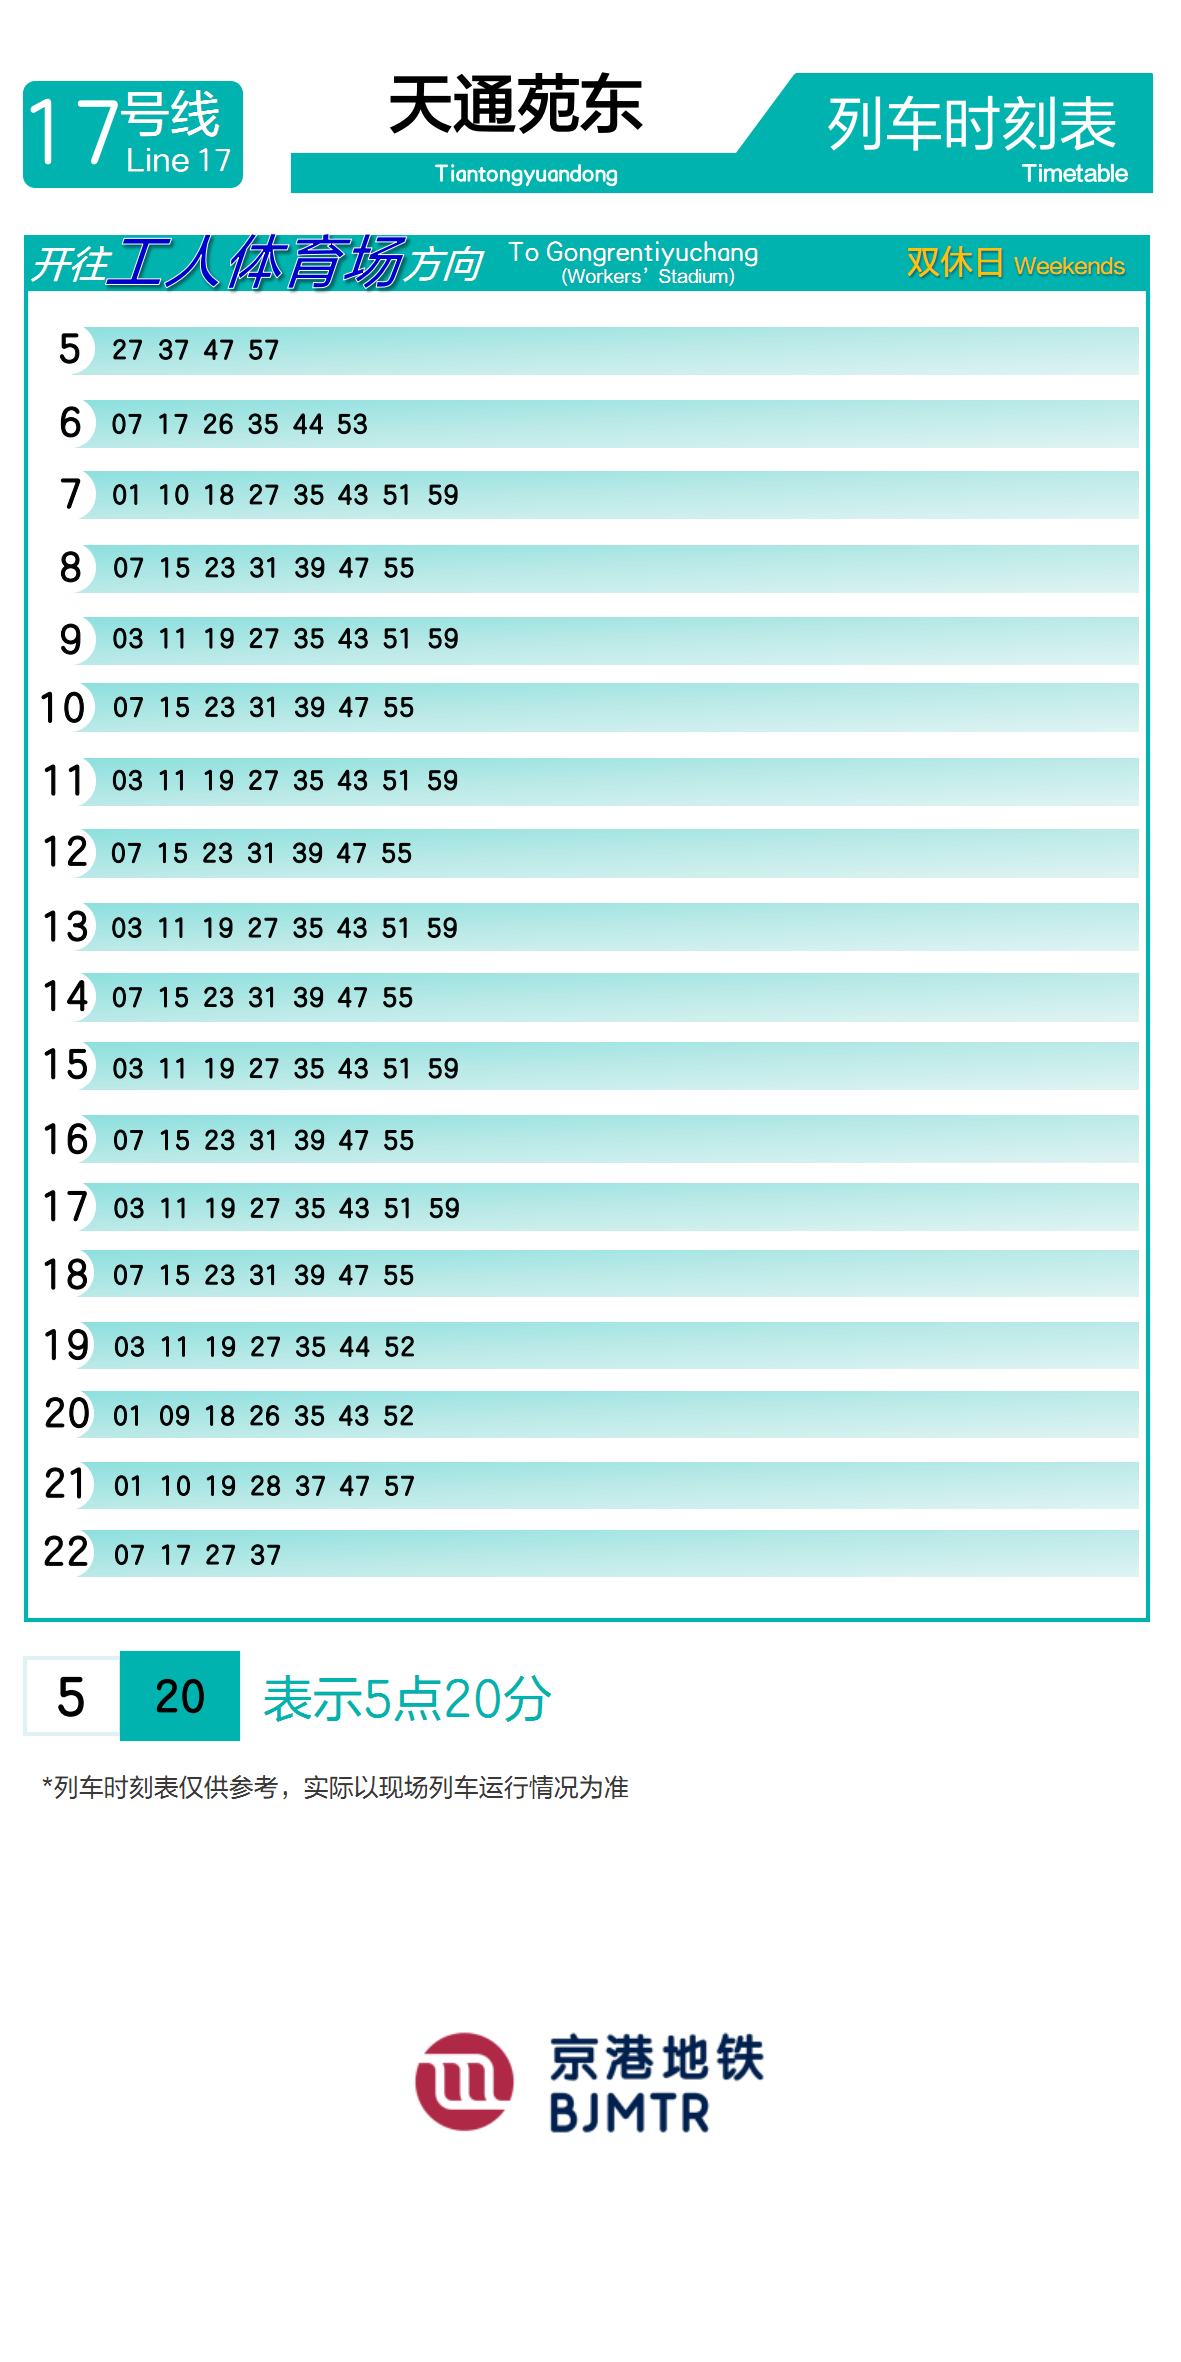 17号线
Line 17
天通苑东
Tiantongyuandong
列车时刻表
Timetable
开往工人体育场方向 To Gongrentiyuchang
(Workers’ Stadium)
双休日 Weekends
5 27 37 47 57
6 07 17 26 35 44 53
7 01 10 18 27 35 43 51 59
8 07 15 23 31 39 47 55
9 03 11 19 27 35 43 51 59
10 07 15 23 31 39 47 55
11 03 11 19 27 35 43 51 59
12 07 15 23 31 39 47 55
13 03 11 19 27 35 43 51 59
14 07 15 23 31 39 47 55
15 03 11 19 27 35 43 51 59
16 07 15 23 31 39 47 55
17 03 11 19 27 35 43 51 59
18 07 15 23 31 39 47 55
19 03 11 19 27 35 44 52
20 01 09 18 26 35 43 52
21 01 10 19 28 37 47 57
22 07 17 27 37
5 20 表示5点20分
*列车时刻表仅供参考，实际以现场列车运行情况为准
京港地铁
BJMTR